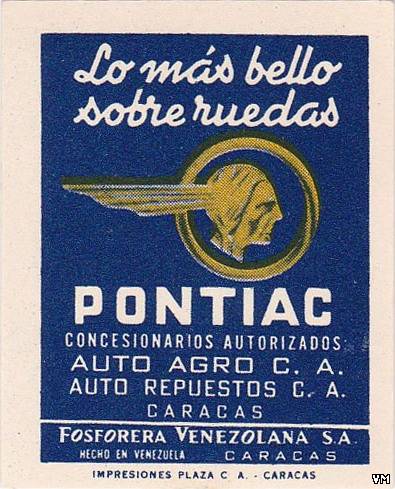 Lo más bello
sobre ruedas
PONTIAC
CONCESIONARIOS AUTORIZADOS:
AUTO AGRO C. A.
AUTO REPUESTOS C. A.
CARACAS
FOSFORERA VENEZOLANA S.A.
HECHO EN VENEZUELA CARACAS
IMPRESIONES PLAZA C A. - CARACAS
VM